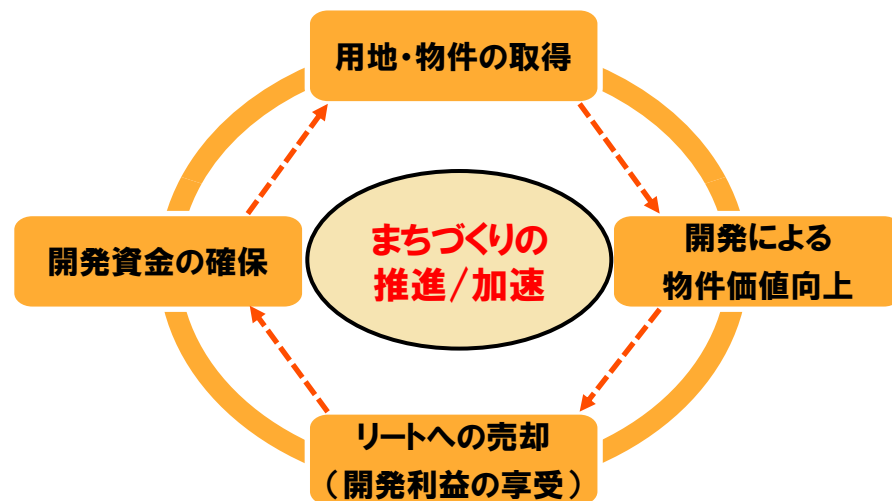 用地・物件の取得
開発資金の確保
まちづくりの
推進/加速
開発による
物件価値向上
リートへの売却
（開発利益の享受）